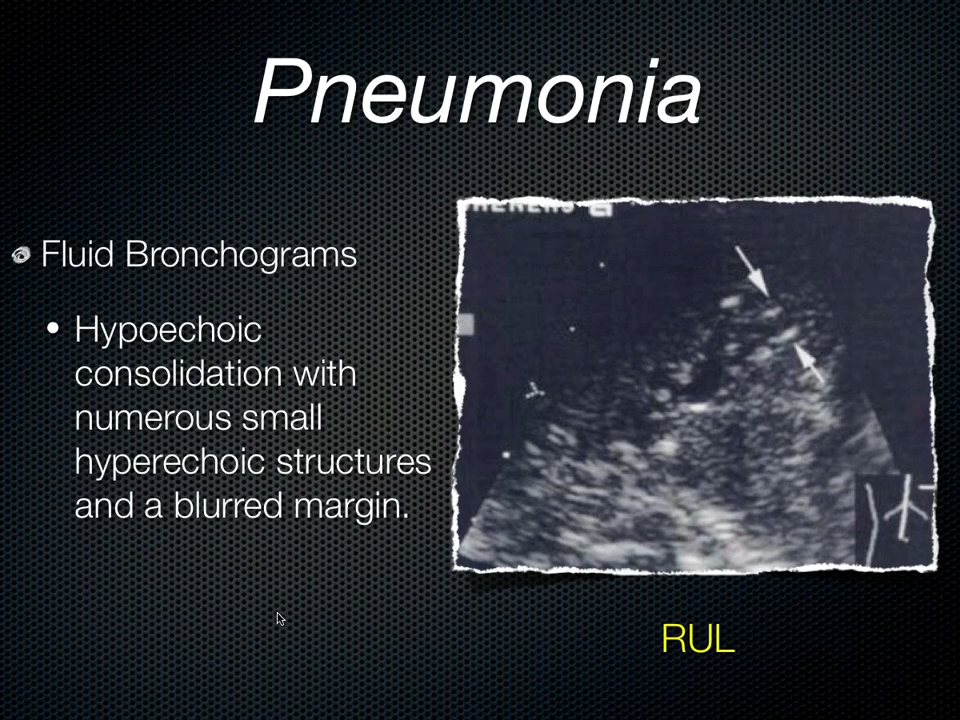 Pneumonia
Fluid Bronchograms
Hypoechoic
consolidation with
numerous small
hyperechoic structures
and a blurred margin.
RUL